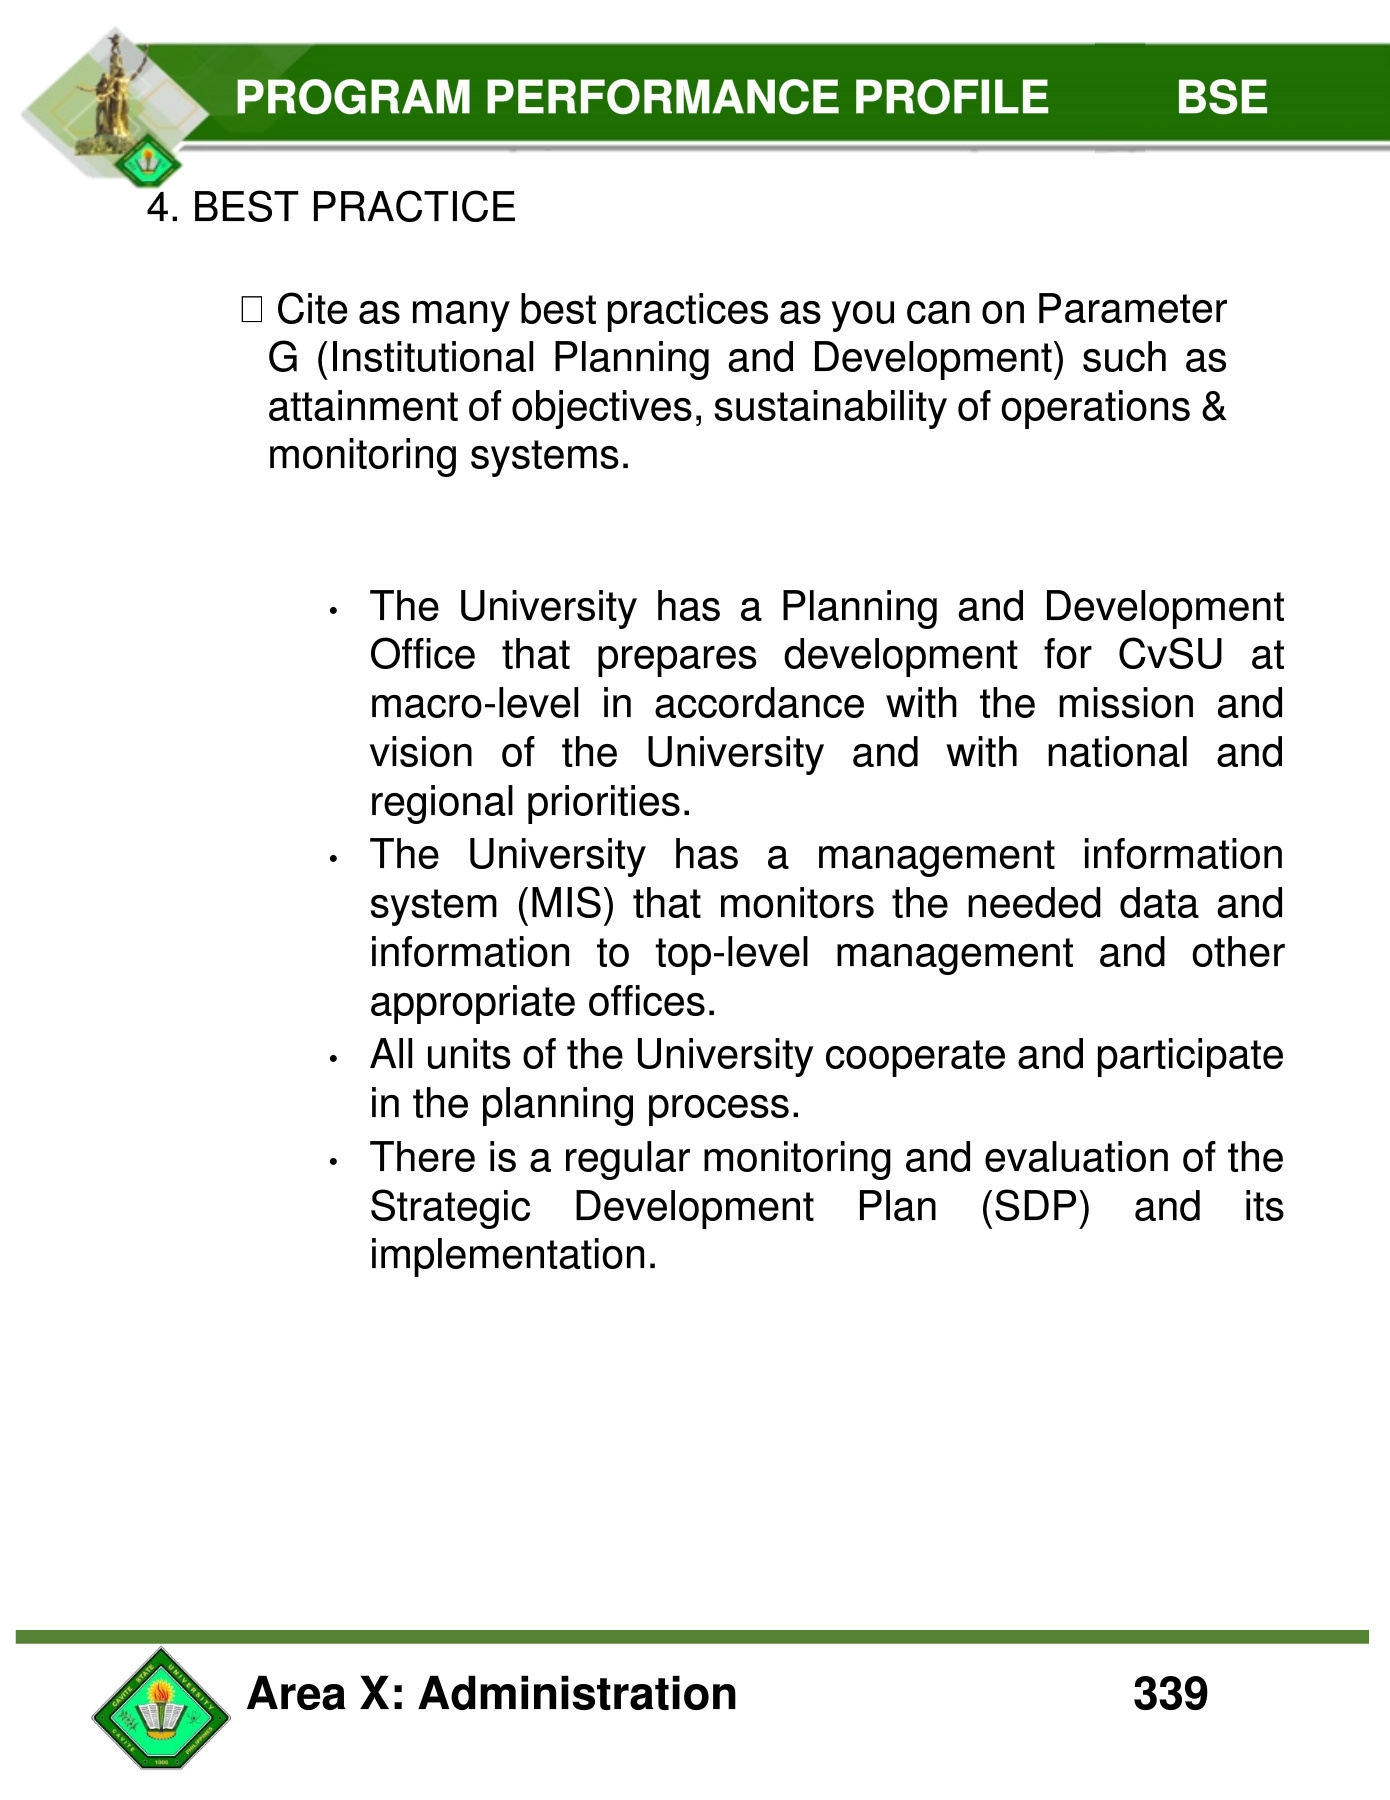 PROGRAM PERFORMANCE PROFILE BSE
4. BEST PRACTICE
Cite as many best practices as you can on Parameter
G (Institutional Planning and Development) such as
attainment of objectives, sustainability of operations &
monitoring systems.
• The University has a Planning and Development
Office that prepares development for CvSU at
macro-level in accordance with the mission and
vision of the University and with national and
regional priorities.
• The University has a management information
system (MIS) that monitors the needed data and
information to top-level management and other
appropriate offices.
• All units of the University cooperate and participate
in the planning process.
• There is a regular monitoring and evaluation of the
Strategic Development Plan (SDP) and its
implementation.
CAVITE STATE UNIVERSITY
CAVITE 1906 PHILIPPINES
Area X: Administration 339